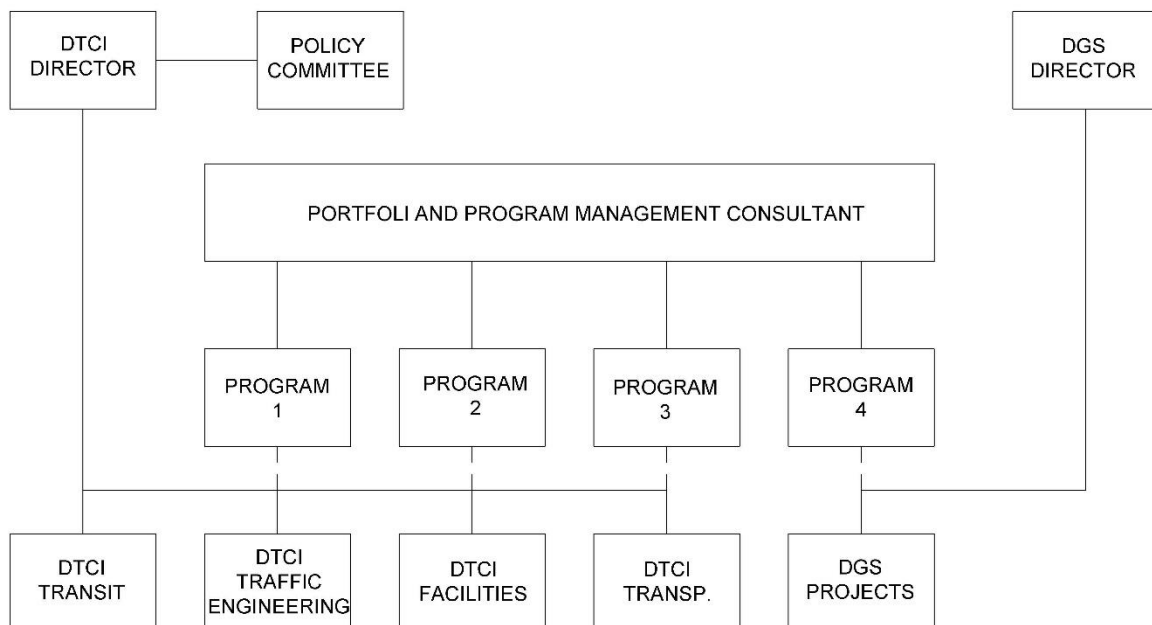 DTCI
DIRECTOR
POLICY
COMMITTEE
DGS
DIRECTOR
PORTFOLI AND PROGRAM MANAGEMENT CONSULTANT
PROGRAM
1
PROGRAM
2
PROGRAM
3
PROGRAM
4
DTCI
TRANSIT
DTCI
TRAFFIC
ENGINEERING
DTCI
FACILITIES
DTCI
TRANSP.
DGS
PROJECTS